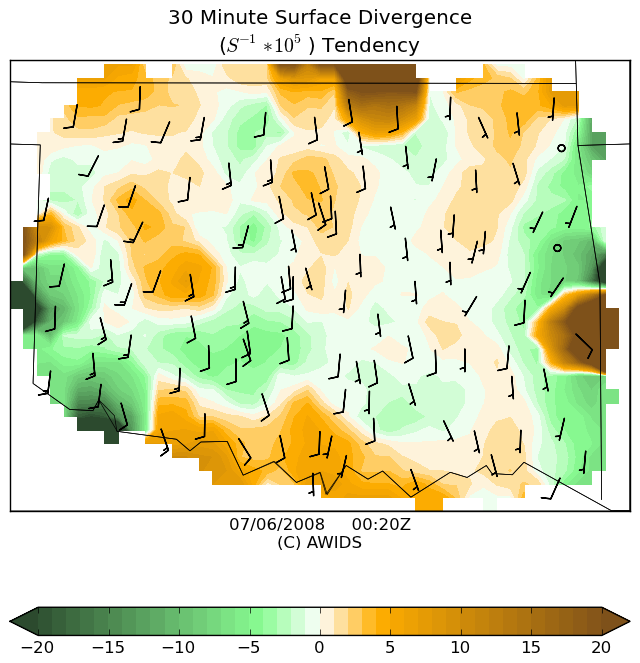 30 Minute Surface Divergence
(S⁻¹ * 10⁵ ) Tendency
07/06/2008 00:20Z
(C) AWIDS
−20 −15 −10 −5 0 5 10 15 20